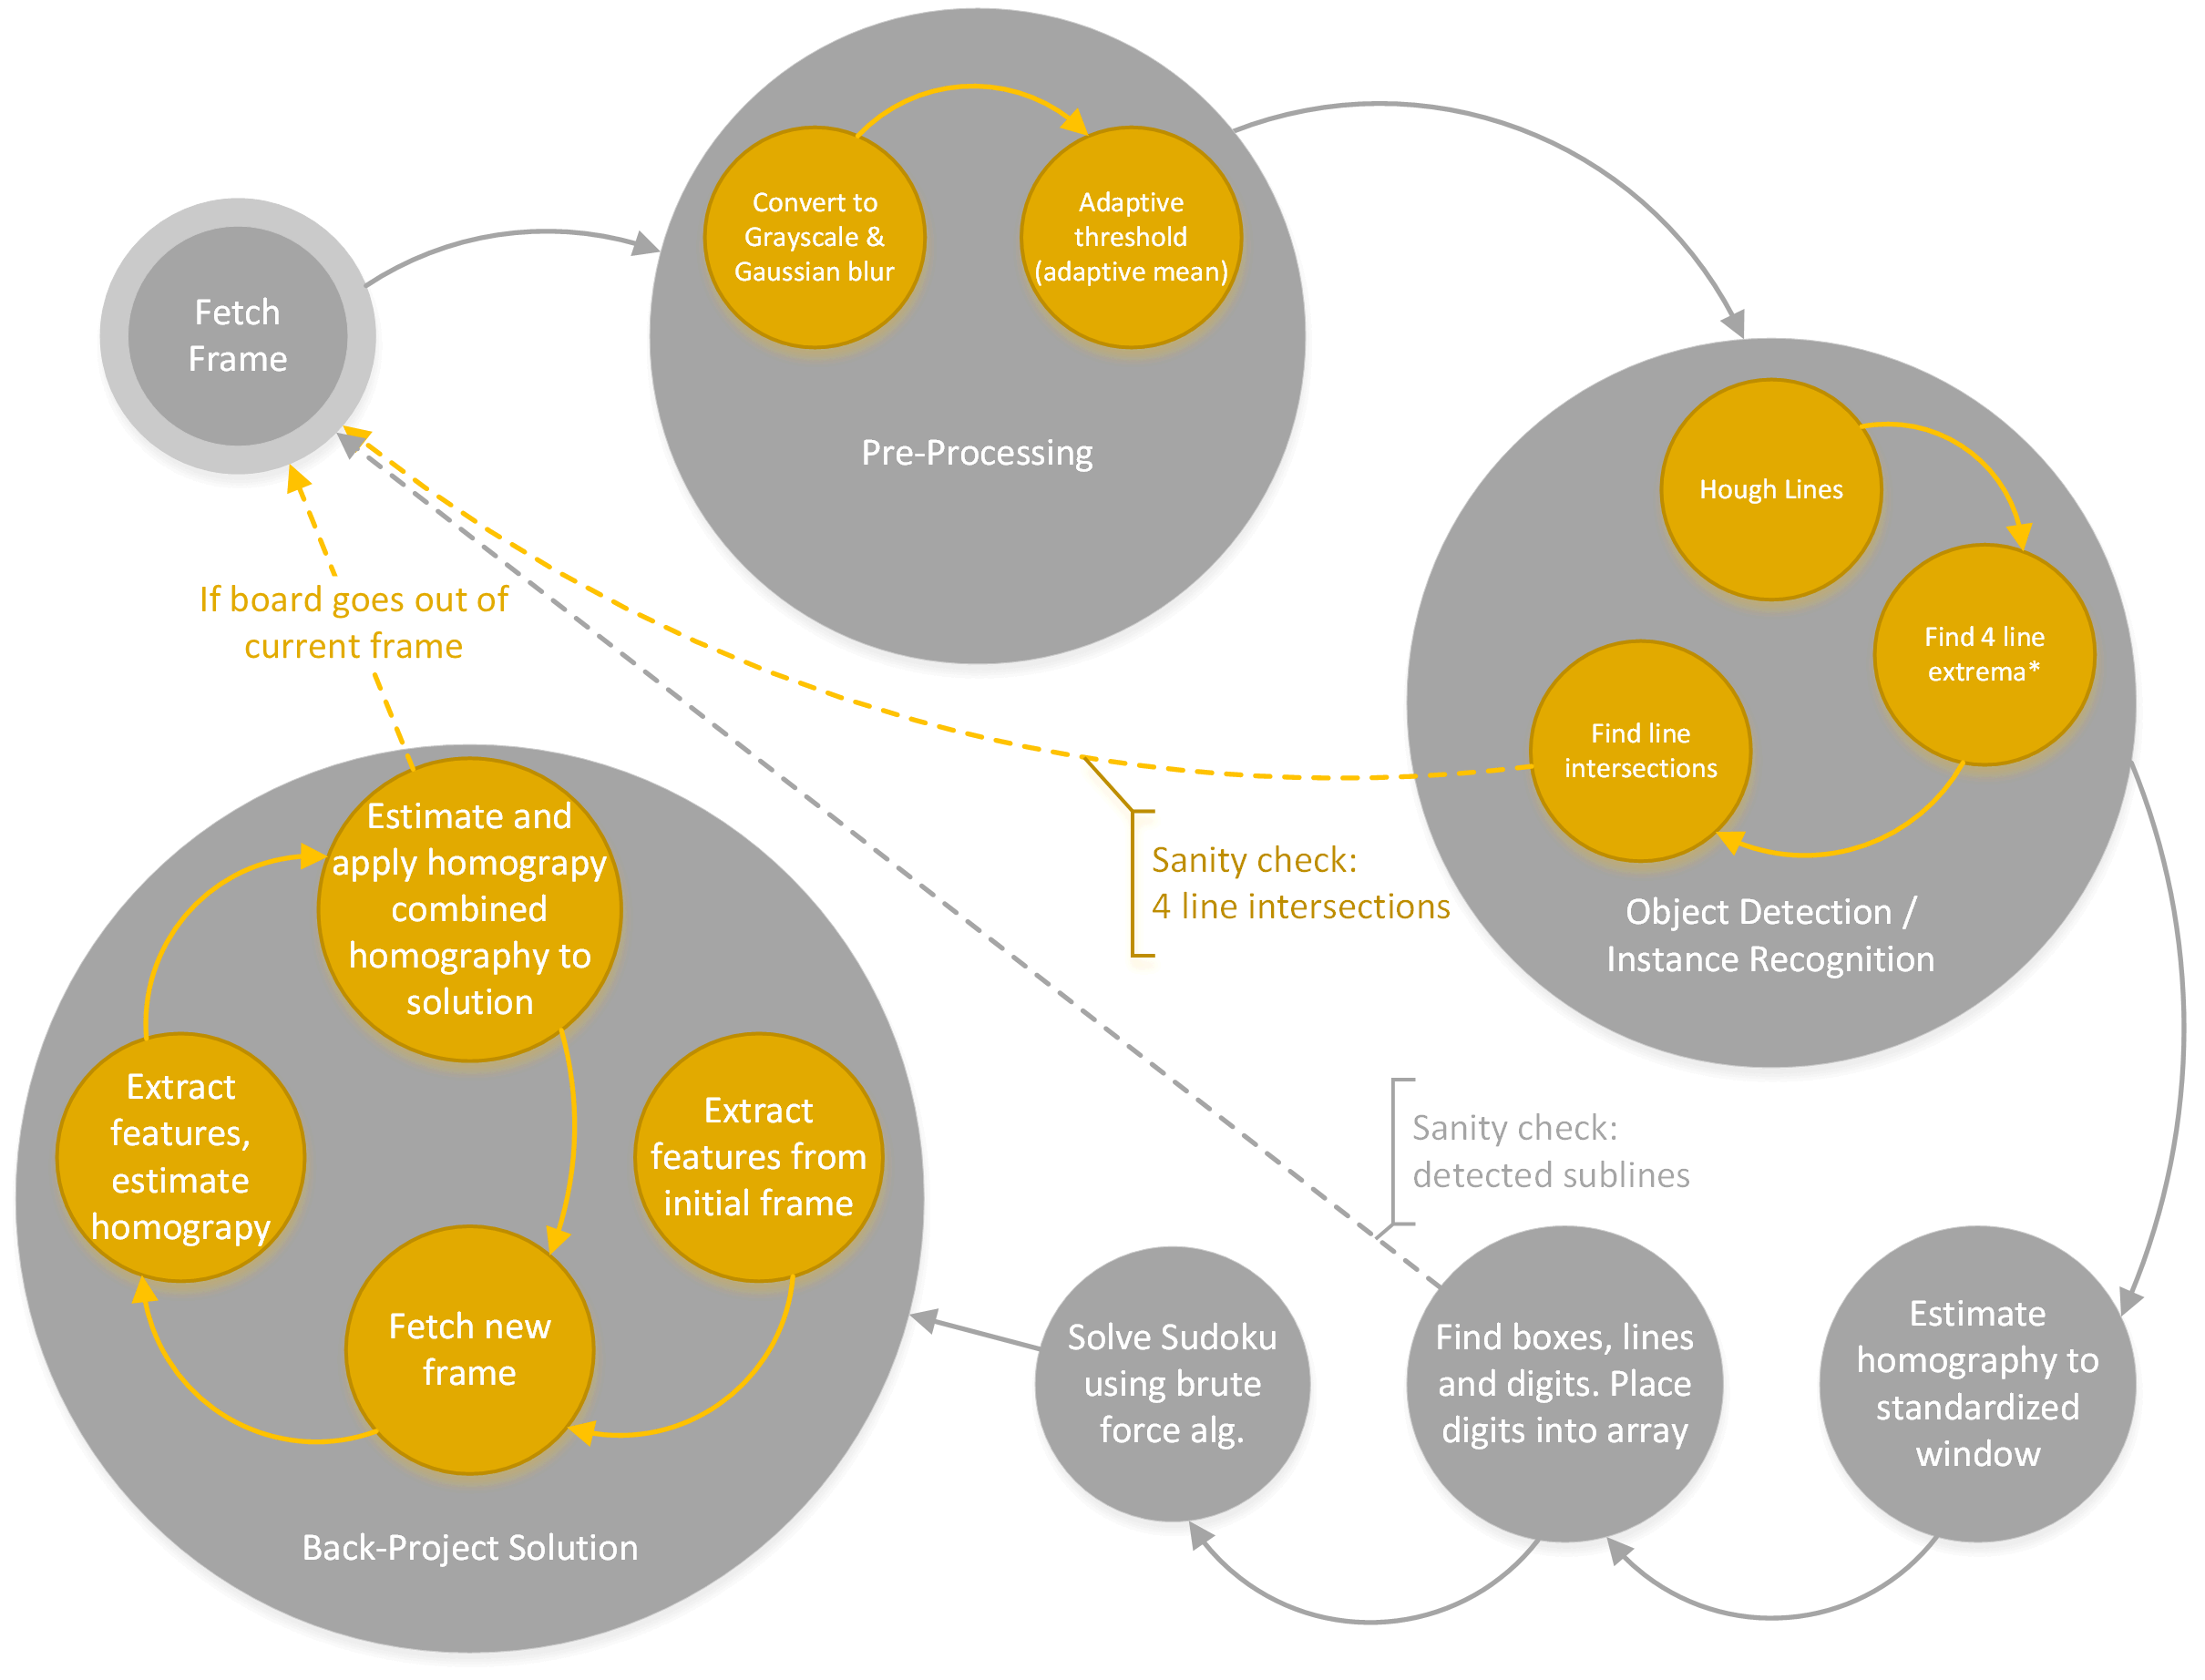 Convert to
Grayscale &
Gaussian blur
Adaptive
threshold
(adaptive mean)
Pre-Processing
Fetch
Frame
Hough Lines
Find 4 line
extrema*
Find line
intersections
Object Detection /
Instance Recognition
If board goes out of
current frame
Sanity check:
4 line intersections
Estimate and
apply homograpy
combined
homography to
solution
Extract
features,
estimate
homograpy
Extract
features from
initial frame
Fetch new
frame
Back-Project Solution
Sanity check:
detected sublines
Solve Sudoku
using brute
force alg.
Find boxes, lines
and digits. Place
digits into array
Estimate
homography to
standardized
window